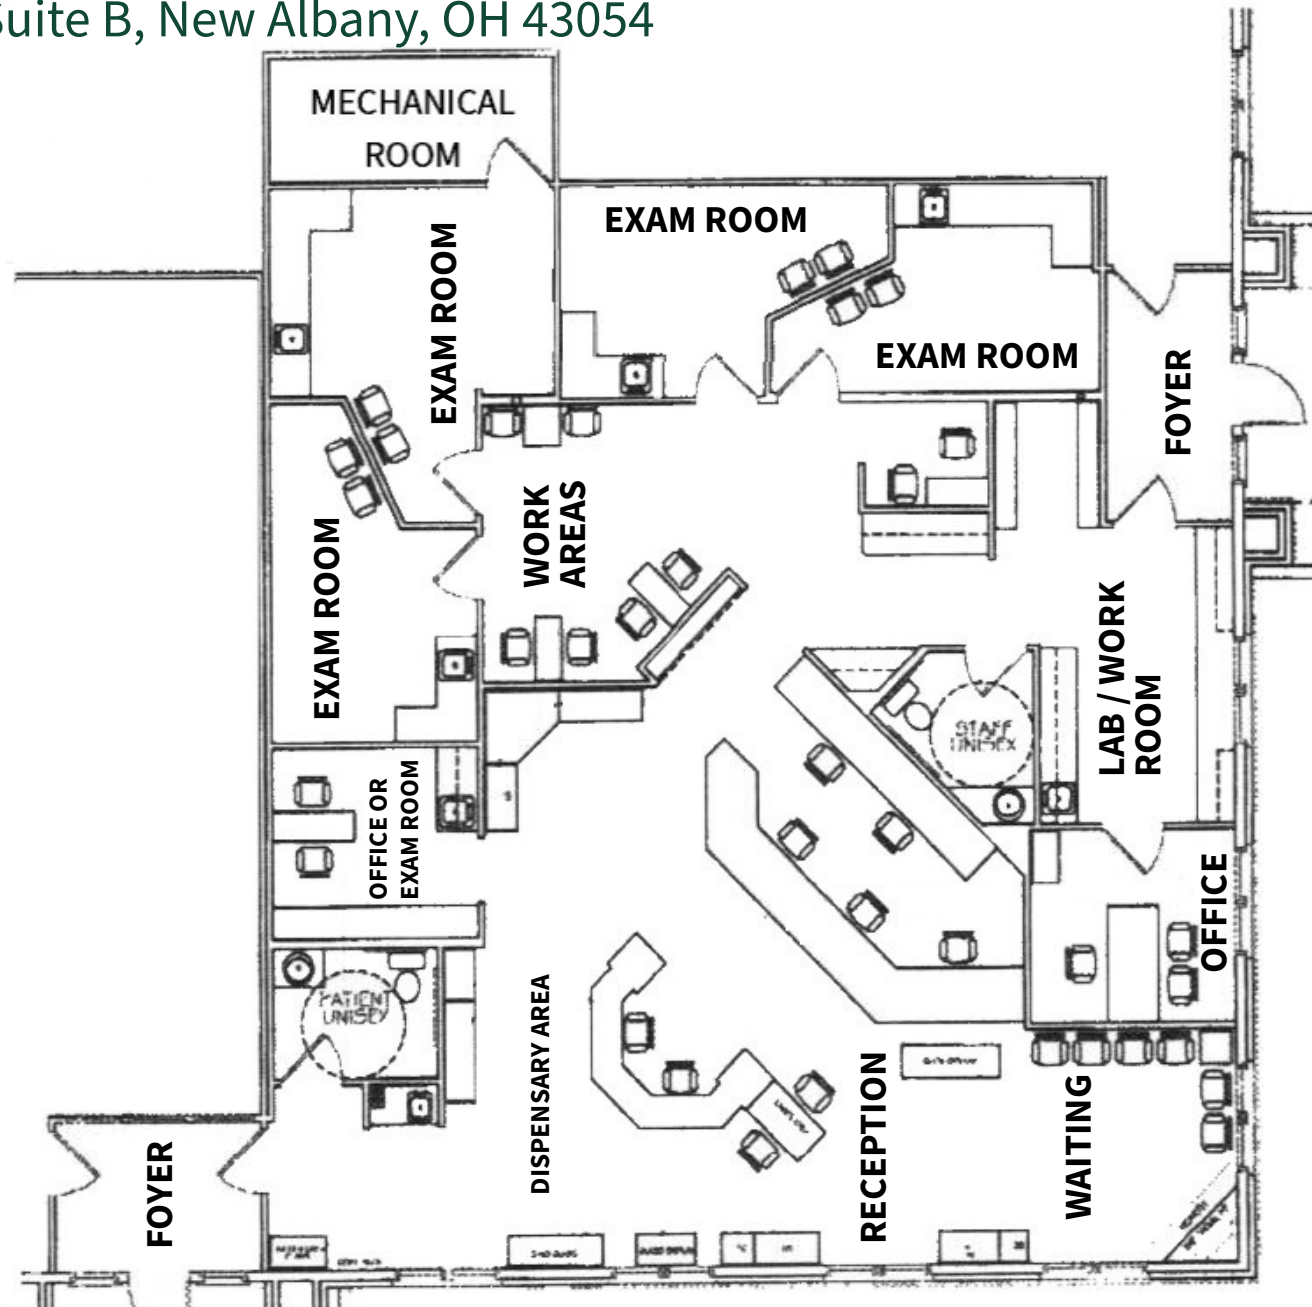 Suite B, New Albany, OH 43054
MECHANICAL
ROOM
EXAM ROOM
EXAM ROOM
EXAM ROOM
FOYER
WORK
AREAS
EXAM ROOM
LAB / WORK
ROOM
STAFF
UNISEX
OFFICE OR
EXAM ROOM
OFFICE
PATIENT
UNISEX
DISPENSARY AREA
RECEPTION
WAITING
FOYER